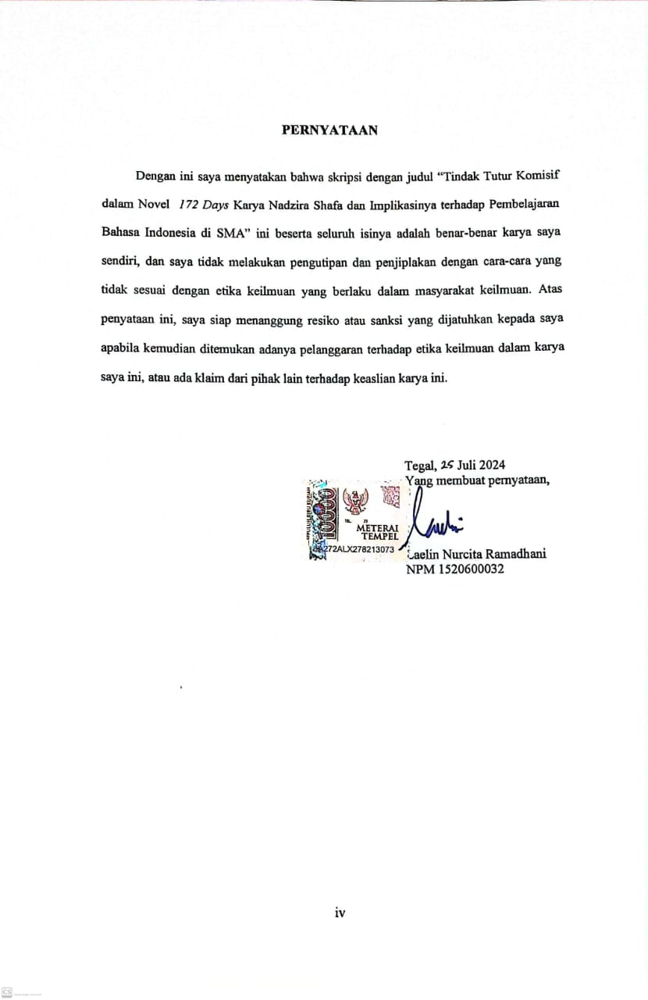 PERNYATAAN
Dengan ini saya menyatakan bahwa skripsi dengan judul “Tindak Tutur Komisif
dalam Novel 172 Days Karya Nadzira Shafa dan Implikasinya terhadap Pembelajaran
Bahasa Indonesia di SMA” ini beserta seluruh isinya adalah benar-benar karya saya
sendiri, dan saya tidak melakukan pengutipan dan penjiplakan dengan cara-cara yang
tidak sesuai dengan etika keilmuan yang berlaku dalam masyarakat keilmuan. Atas
penyataan ini, saya siap menanggung resiko atau sanksi yang dijatuhkan kepada saya
apabila kemudian ditemukan adanya pelanggaran terhadap etika keilmuan dalam karya
saya ini, atau ada klaim dari pihak lain terhadap keaslian karya ini.
Tegal, 25 Juli 2024
Yang membuat pernyataan,
10000
METERAI
TEMPEL
272ALX278213073
Laelin Nurcita Ramadhani
NPM 1520600032
iv
CS